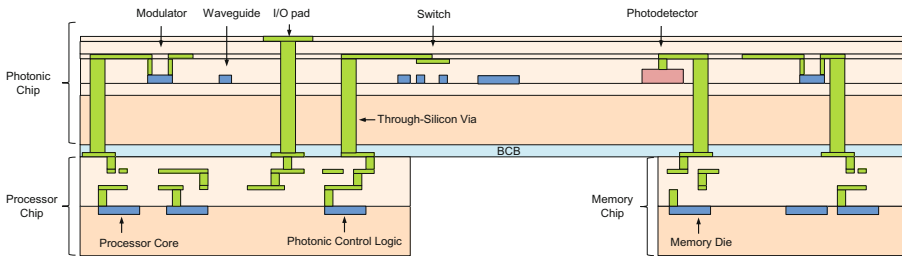 Modulator
Waveguide
I/O pad
Switch
Photodetector
Photonic
Chip
Through-Silicon Via
BCB
Processor
Chip
Memory
Chip
Processor Core
Photonic Control Logic
Memory Die